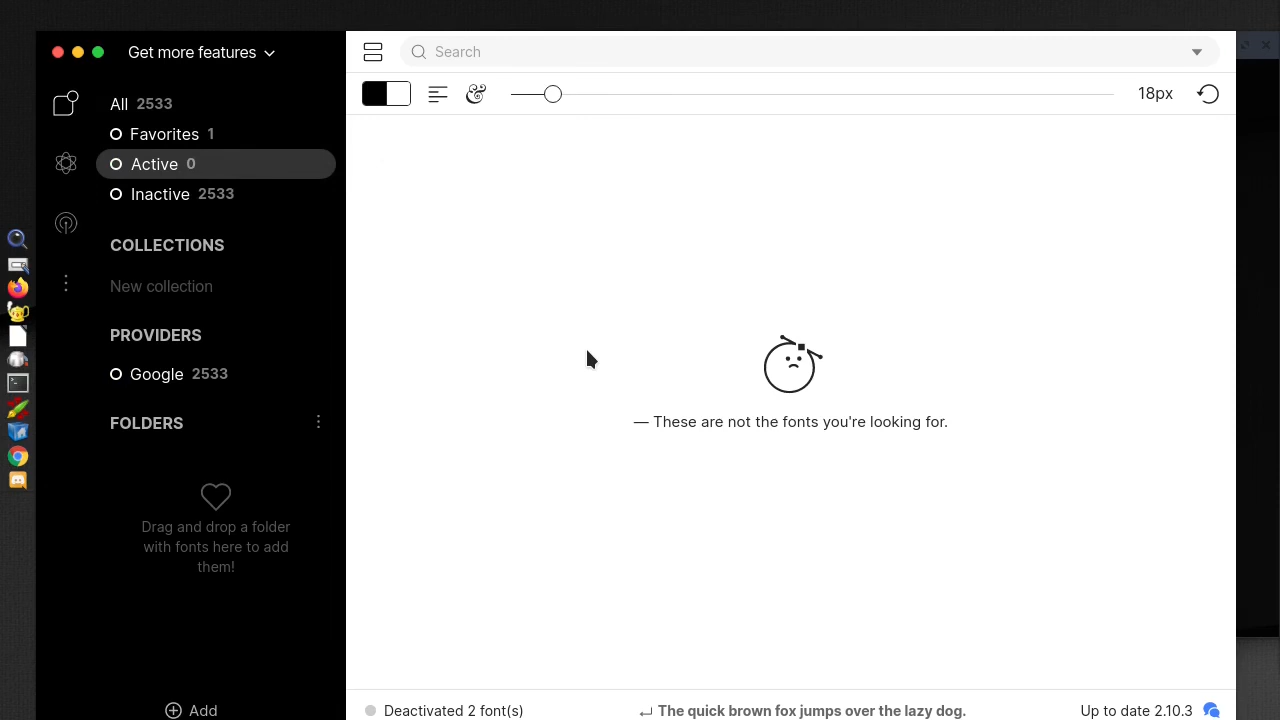 Get more features
Search
18px
All 2533
Favorites 1
Active 0
Inactive 2533
COLLECTIONS
New collection
PROVIDERS
Google 2533
FOLDERS
Drag and drop a folder
with fonts here to add
them!
Add
— These are not the fonts you're looking for.
Deactivated 2 font(s)
The quick brown fox jumps over the lazy dog.
Up to date 2.10.3